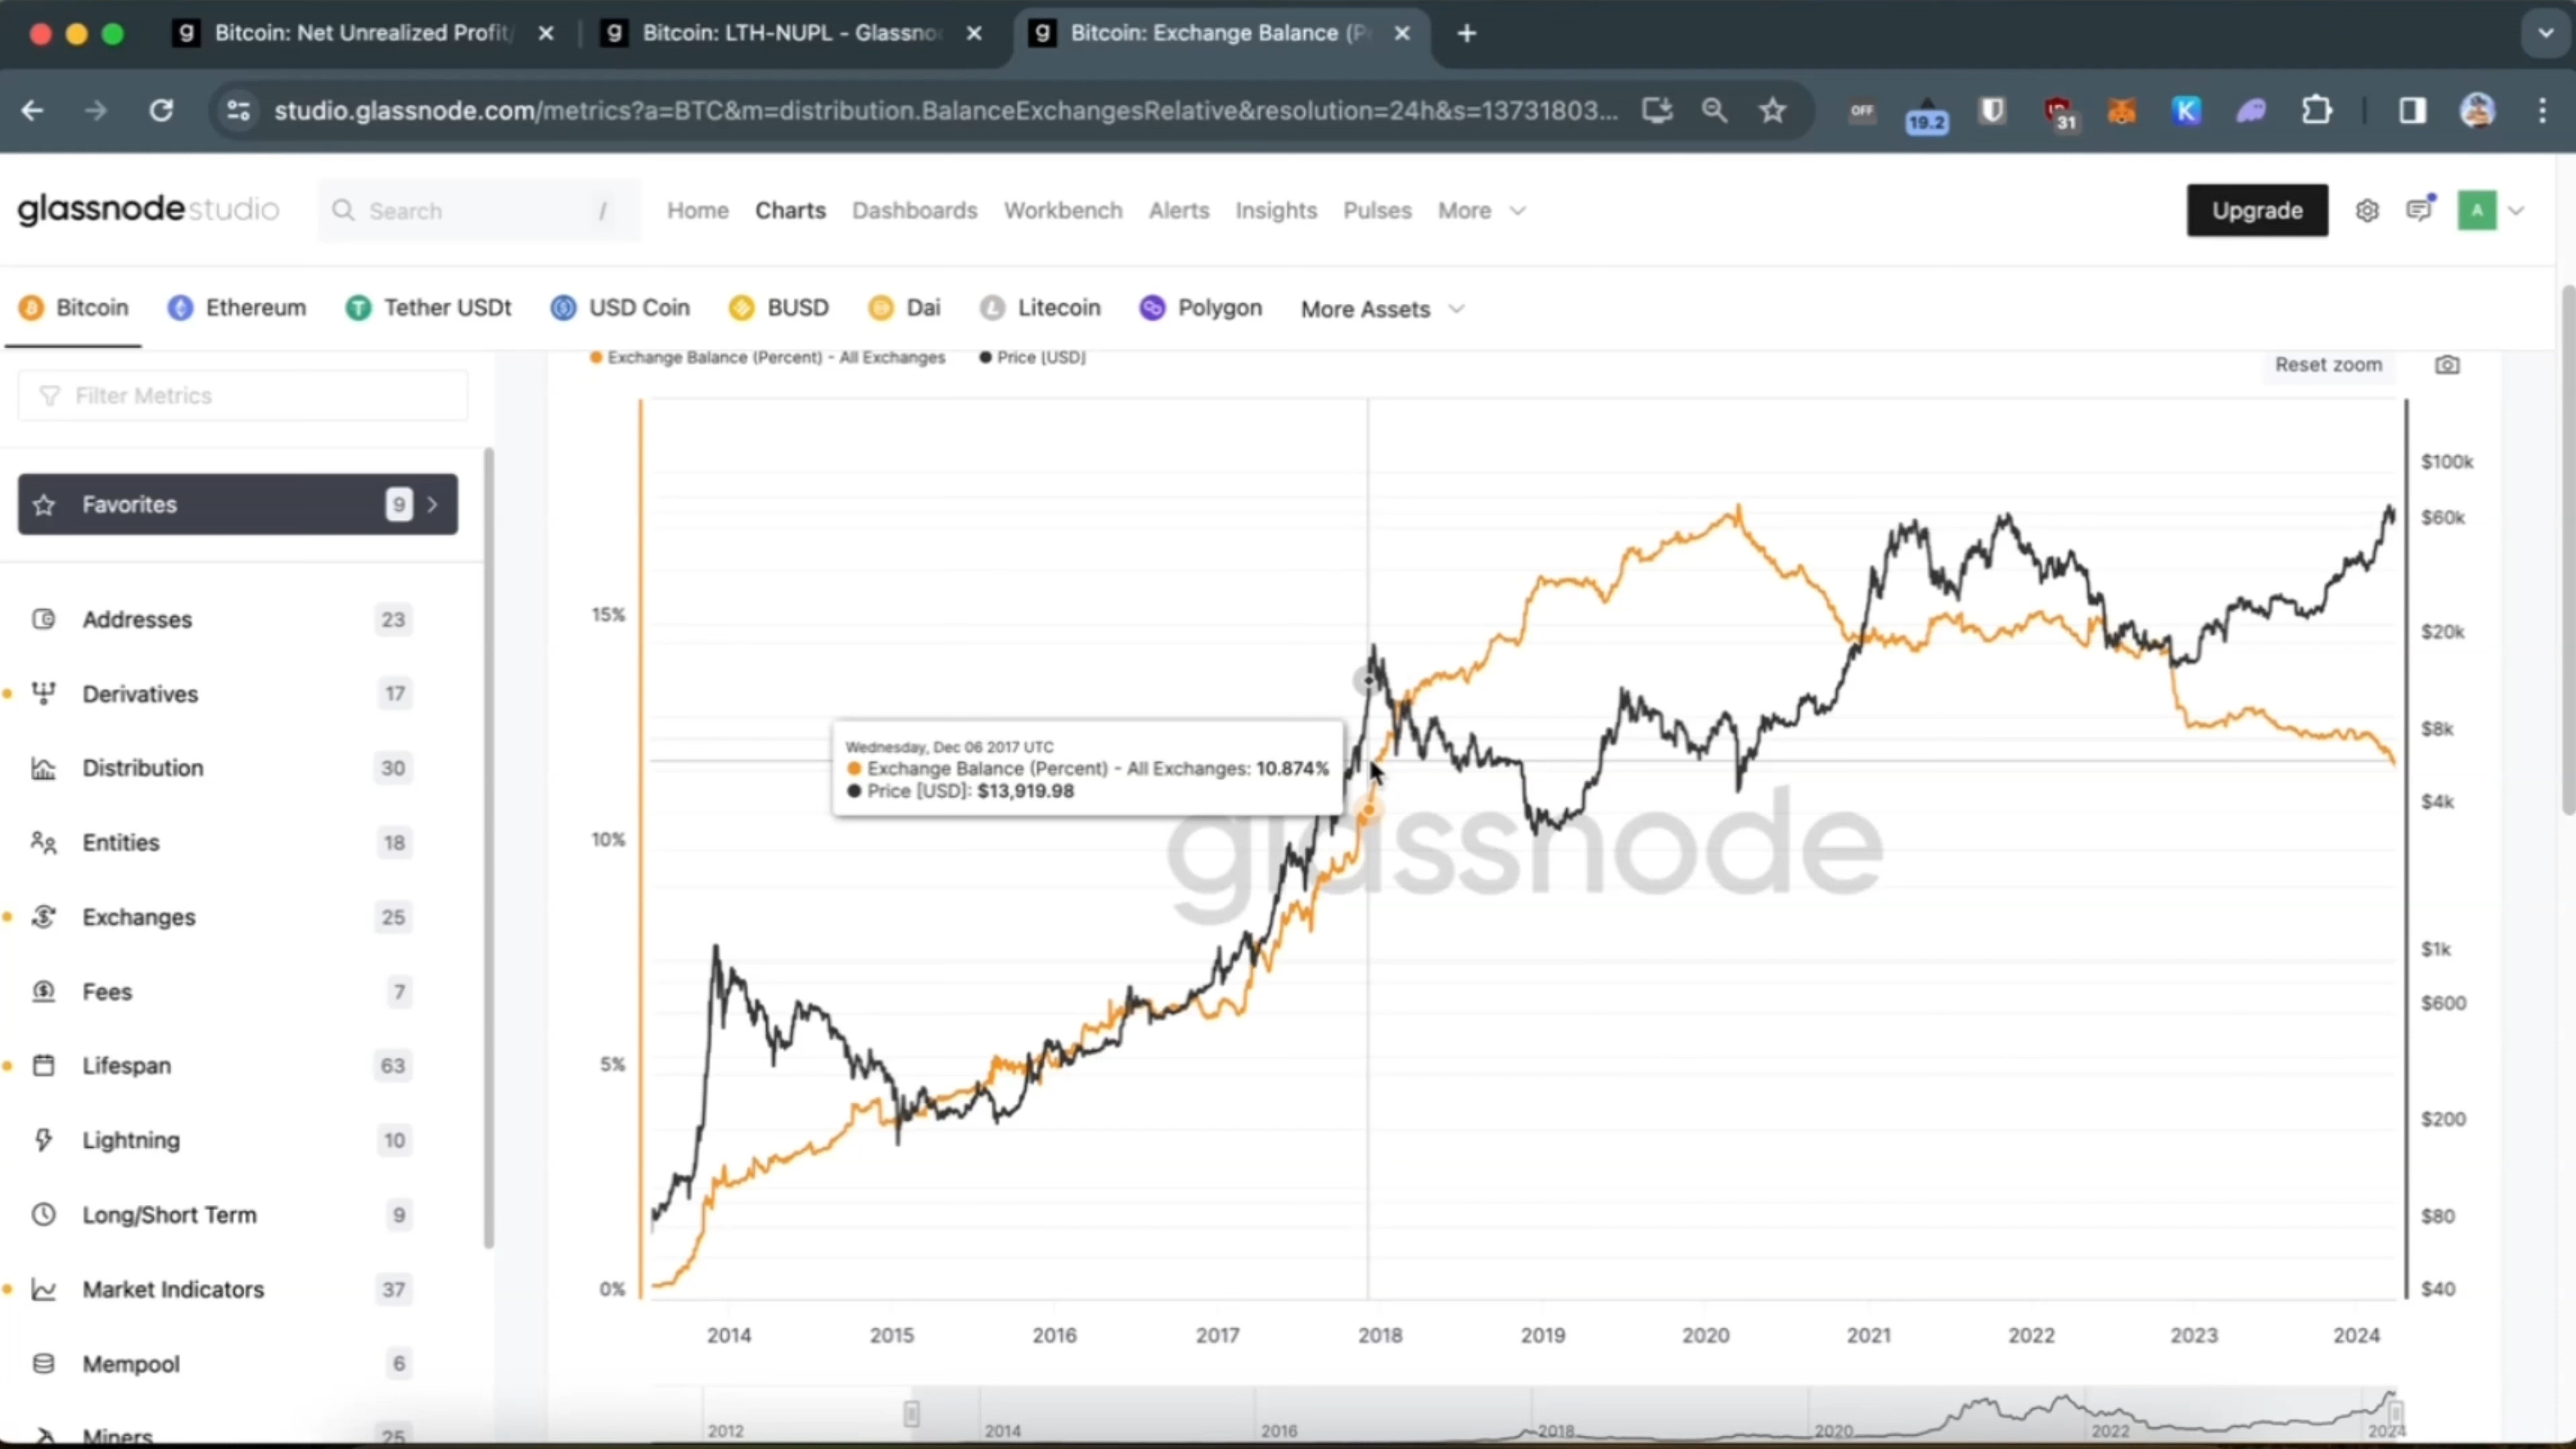 Bitcoin: Net Unrealized Profit/
Bitcoin: LTH-NUPL - Glassno
Bitcoin: Exchange Balance (P
studio.glassnode.com/metrics?a=BTC&m=distribution.BalanceExchangesRelative&resolution=24h&s=13731803...
OFF
19.2
31
K
glassnodestudio
Search
/
Home
Charts
Dashboards
Workbench
Alerts
Insights
Pulses
More
Upgrade
A
Bitcoin
Ethereum
Tether USDt
USD Coin
BUSD
Dai
Litecoin
Polygon
More Assets
Exchange Balance (Percent) - All Exchanges
Price [USD]
Reset zoom
Filter Metrics
Favorites 9
Addresses 23
Derivatives 17
Distribution 30
Entities 18
Exchanges 25
Fees 7
Lifespan 63
Lightning 10
Long/Short Term 9
Market Indicators 37
Mempool 6
Miners 25
15%
10%
5%
0%
Wednesday, Dec 06 2017 UTC
Exchange Balance (Percent) - All Exchanges: 10.874%
Price [USD]: $13,919.98
glassnode
$100k
$60k
$20k
$8k
$4k
$1k
$600
$200
$80
$40
2014 2015 2016 2017 2018 2019 2020 2021 2022 2023 2024
2012 2014 2016 2018 2020 2022 2024